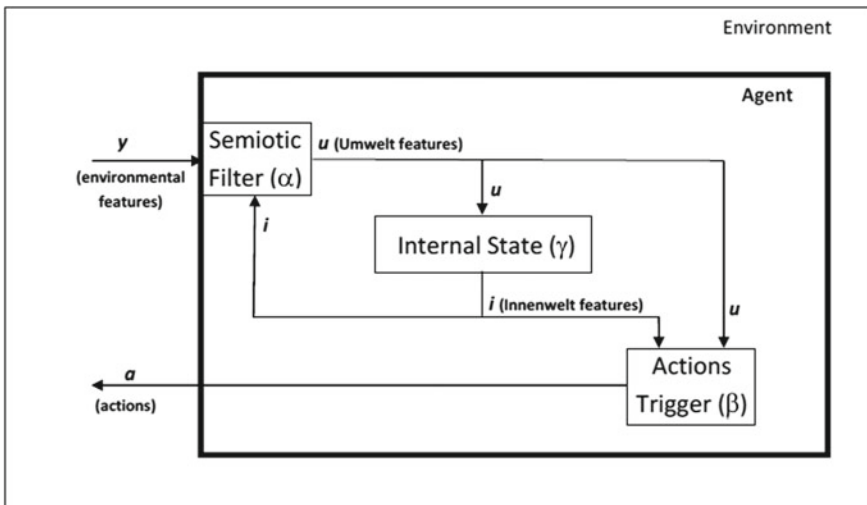 Environment
Agent
y
(environmental
features)
Semiotic
Filter (α)
u (Umwelt features)
u
i
Internal State (γ)
i (Innenwelt features)
u
a
(actions)
Actions
Trigger (β)